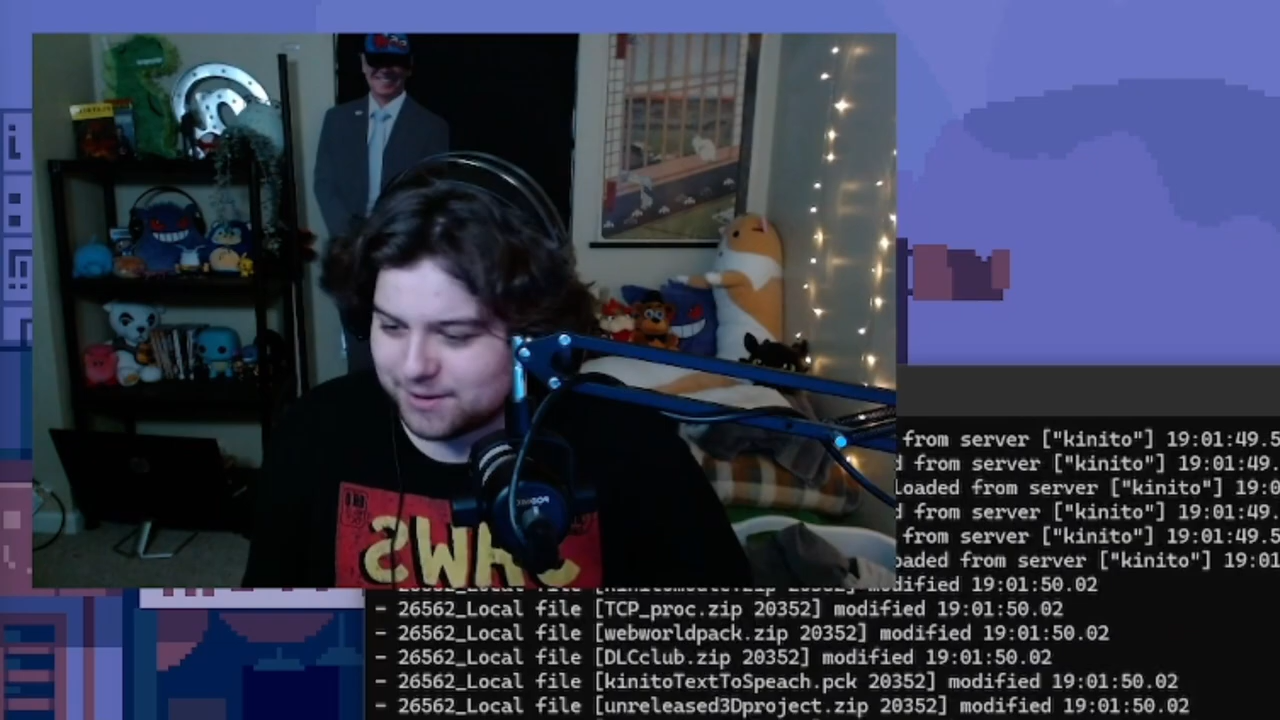 from server ["kinito"] 19:01:49.5
d from server ["kinito"] 19:01:49.
loaded from server ["kinito"] 19:0
d from server ["kinito"] 19:01:49.
from server ["kinito"] 19:01:49.5
oaded from server ["kinito"] 19:01
modified 19:01:50.02
- 26562_Local file [TCP_proc.zip 20352] modified 19:01:50.02
- 26562_Local file [webworldpack.zip 20352] modified 19:01:50.02
- 26562_Local file [DLCclub.zip 20352] modified 19:01:50.02
- 26562_Local file [kinitoTextToSpeach.pck 20352] modified 19:01:50.02
- 26562_Local file [unreleased3Dproject.zip 20352] modified 19:01:50.02
JAWS